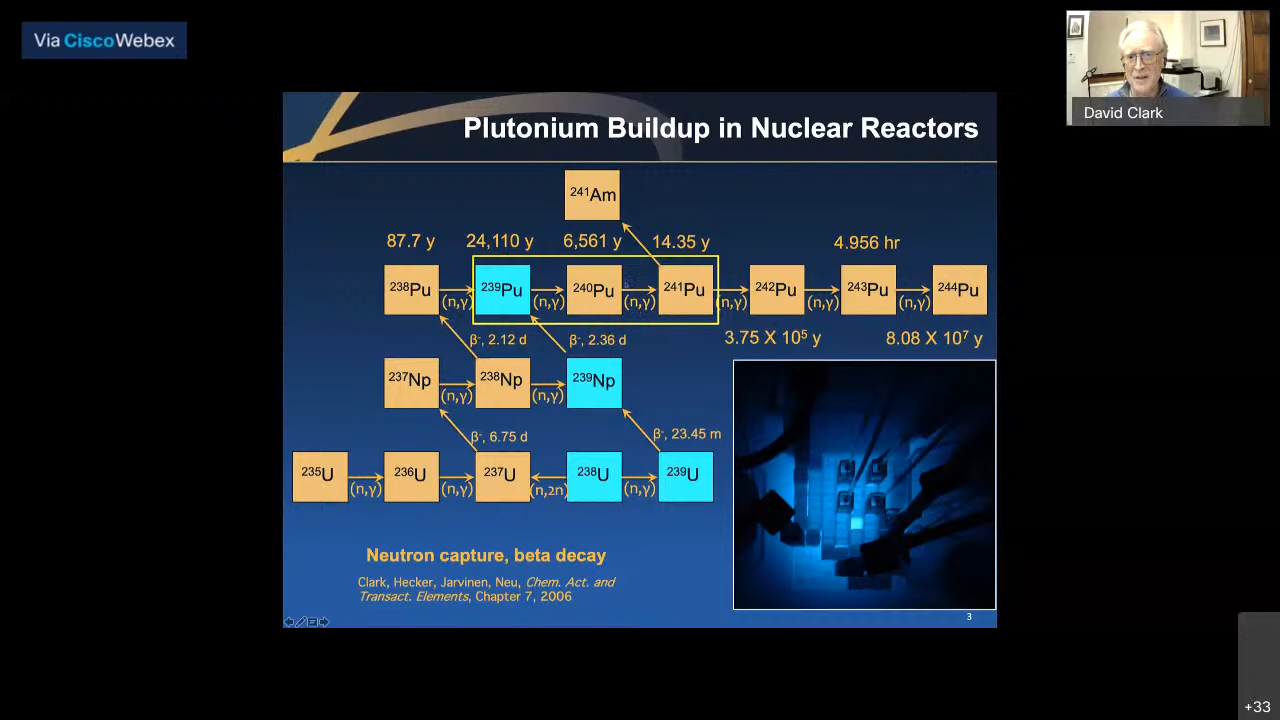 Via CiscoWebex
David Clark
Plutonium Buildup in Nuclear Reactors
²⁴¹Am
87.7 y 24,110 y 6,561 y 14.35 y 4.956 hr
²³⁸Pu ²³⁹Pu ²⁴⁰Pu ²⁴¹Pu ²⁴²Pu ²⁴³Pu ²⁴⁴Pu
(n,γ) (n,γ) (n,γ) (n,γ) (n,γ) (n,γ)
β⁻, 2.12 d β⁻, 2.36 d 3.75 X 10⁵ y 8.08 X 10⁷ y
²³⁷Np ²³⁸Np ²³⁹Np
(n,γ) (n,γ)
β⁻, 6.75 d β⁻, 23.45 m
²³⁵U ²³⁶U ²³⁷U ²³⁸U ²³⁹U
(n,γ) (n,γ) (n,2n) (n,γ)
Neutron capture, beta decay
Clark, Hecker, Jarvinen, Neu, Chem. Act. and
Transact. Elements, Chapter 7, 2006
3
+33